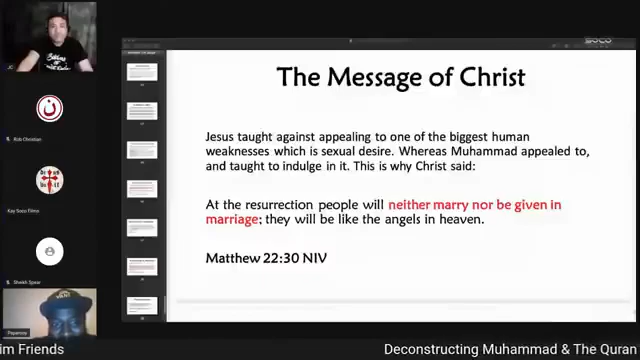 The Message of Christ
Jesus taught against appealing to one of the biggest human
weaknesses which is sexual desire. Whereas Muhammad appealed to,
and taught to indulge in it. This is why Christ said:
At the resurrection people will neither marry nor be given in
marriage; they will be like the angels in heaven.
Matthew 22:30 NIV
JC
Rob Christian
ن
Kay Soco Films
Sheikh Spear
im Friends
Deconstructing Muhammad & The Quran